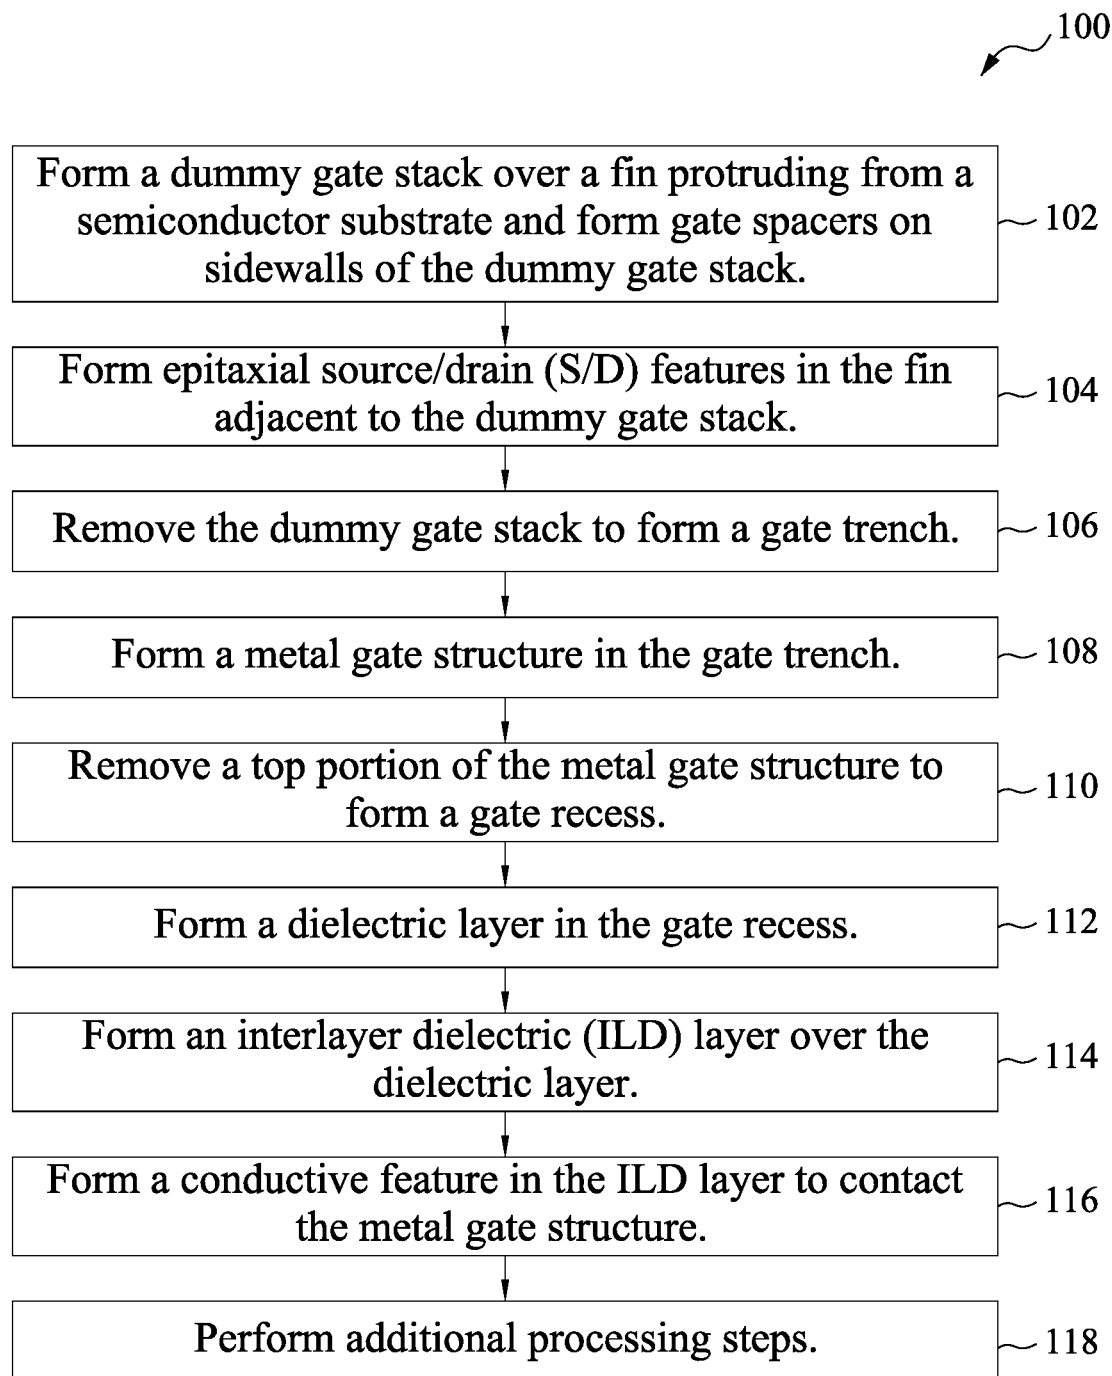 100
Form a dummy gate stack over a fin protruding from a
semiconductor substrate and form gate spacers on
sidewalls of the dummy gate stack.
102
Form epitaxial source/drain (S/D) features in the fin
adjacent to the dummy gate stack.
104
Remove the dummy gate stack to form a gate trench.
106
Form a metal gate structure in the gate trench.
108
Remove a top portion of the metal gate structure to
form a gate recess.
110
Form a dielectric layer in the gate recess.
112
Form an interlayer dielectric (ILD) layer over the
dielectric layer.
114
Form a conductive feature in the ILD layer to contact
the metal gate structure.
116
Perform additional processing steps.
118